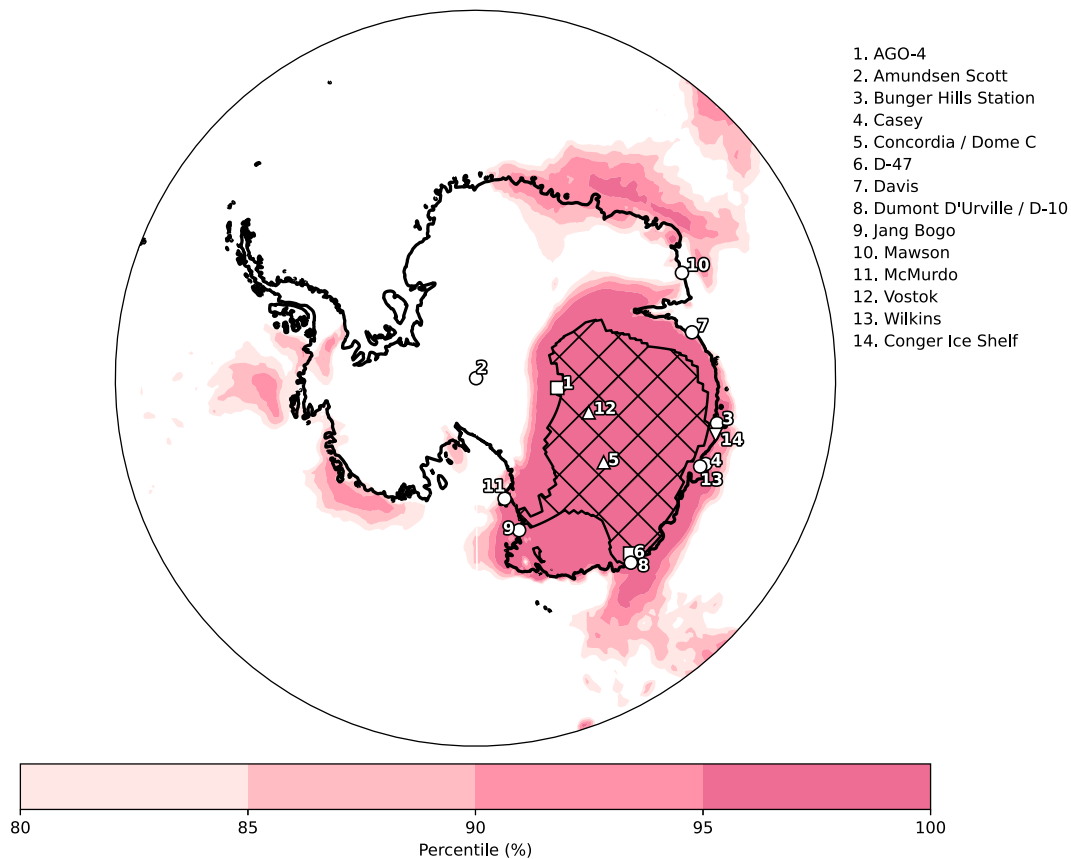 1. AGO-4
2. Amundsen Scott
3. Bunger Hills Station
4. Casey
5. Concordia / Dome C
6. D-47
7. Davis
8. Dumont D'Urville / D-10
9. Jang Bogo
10. Mawson
11. McMurdo
12. Vostok
13. Wilkins
14. Conger Ice Shelf
10
7
2
1
12
3
14
5
4
13
11
9
6
8
80 85 90 95 100
Percentile (%)